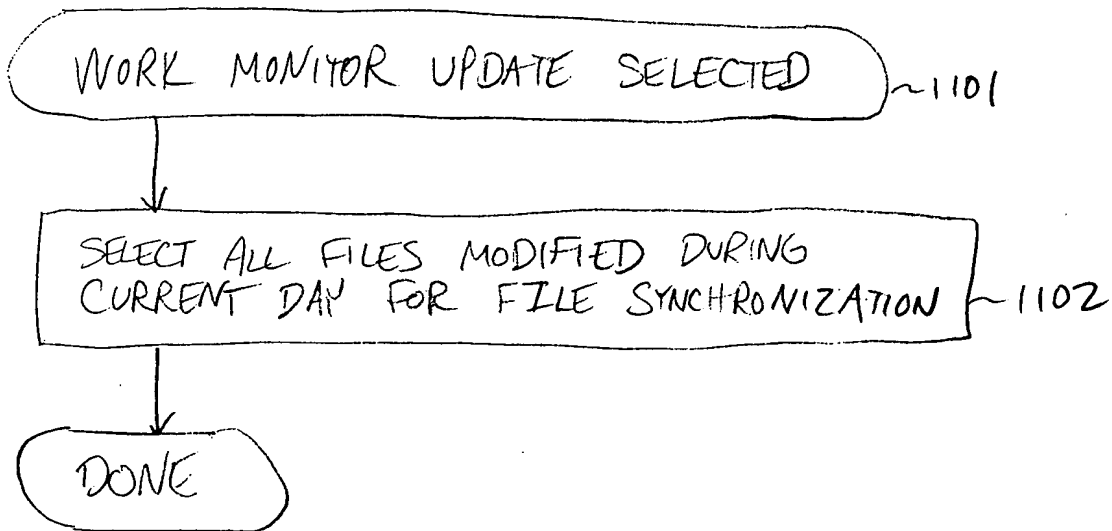 WORK MONITOR UPDATE SELECTED
~1101
SELECT ALL FILES MODIFIED DURING
CURRENT DAY FOR FILE SYNCHRONIZATION
~1102
DONE